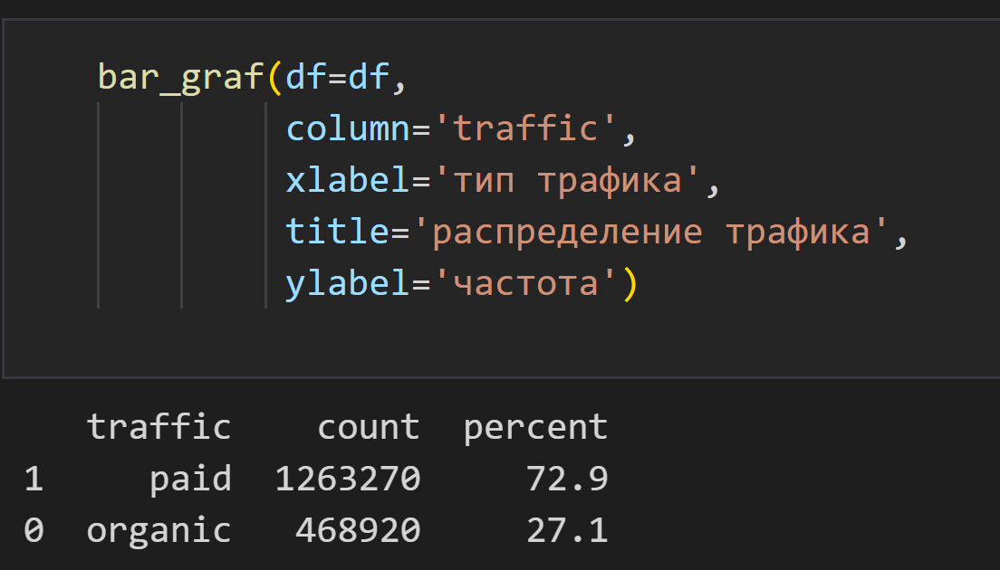 bar_graf(df=df,
column='traffic',
xlabel='тип трафика',
title='распределение трафика',
ylabel='частота')
traffic count percent
1 paid 1263270 72.9
0 organic 468920 27.1